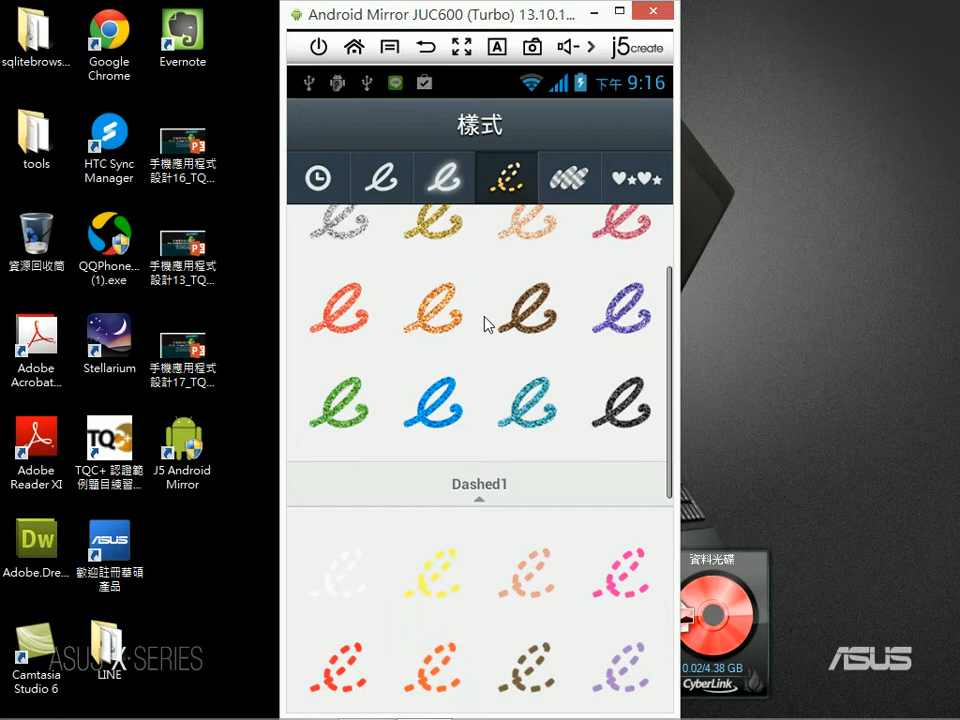 sqlitebrows...
Google
Chrome
Evernote
tools
HTC Sync
Manager
手機應用程式
設計16_TQ...
資源回收筒
QQPhone...
(1).exe
手機應用程式
設計13_TQ...
Adobe
Acrobat...
Stellarium
手機應用程式
設計17_TQ...
Adobe
Reader XI
TQC+ 認證範
例題目練習...
J5 Android
Mirror
Adobe.Dre...
歡迎註冊華碩
產品
Camtasia
Studio 6
LINE
ASUS X-SERIES
Android Mirror JUC600 (Turbo) 13.10.1...
j5create
下午 9:16
樣式
Dashed1
資料光碟
0.02/4.38 GB
CyberLink
ASUS